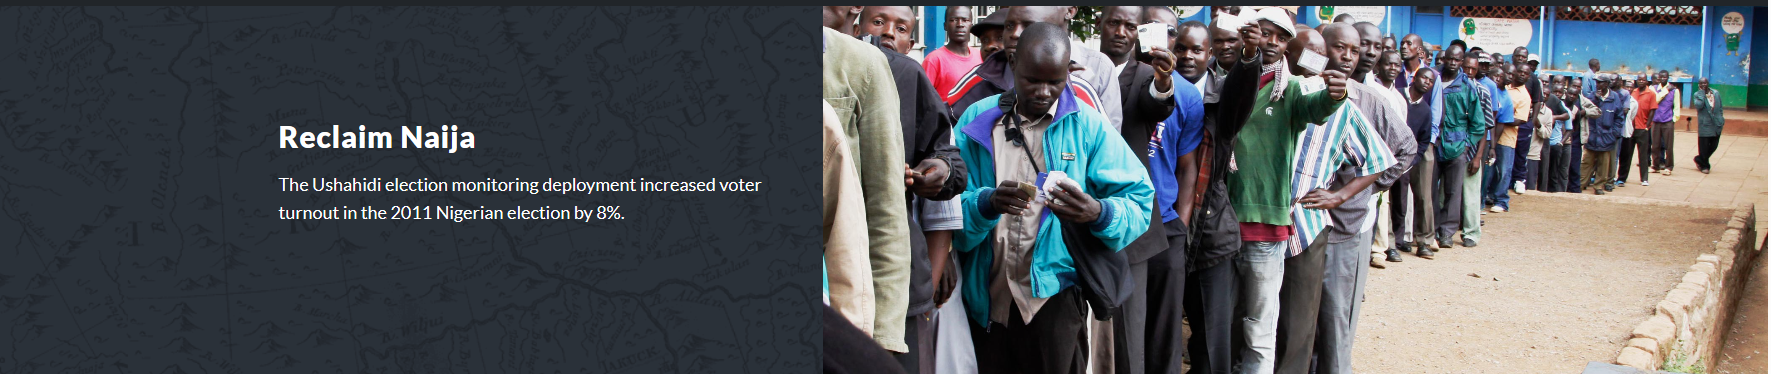 Reclaim Naija
The Ushahidi election monitoring deployment increased voter
turnout in the 2011 Nigerian election by 8%.